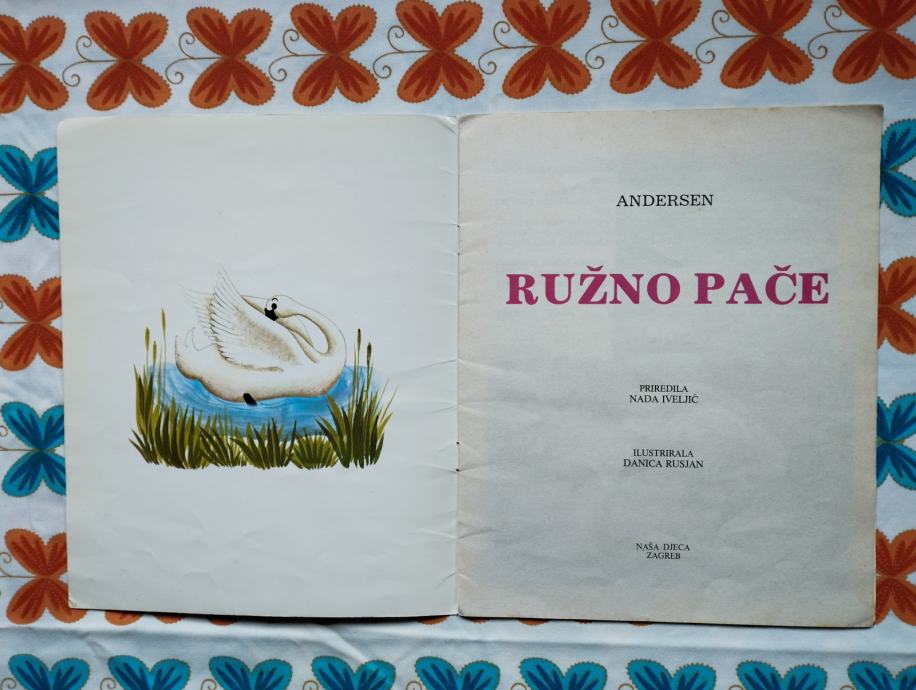 ANDERSEN
RUŽNO PAČE
PRIREDILA
NADA IVELJIĆ
ILUSTRIRALA
DANICA RUSJAN
NAŠA DJECA
ZAGREB